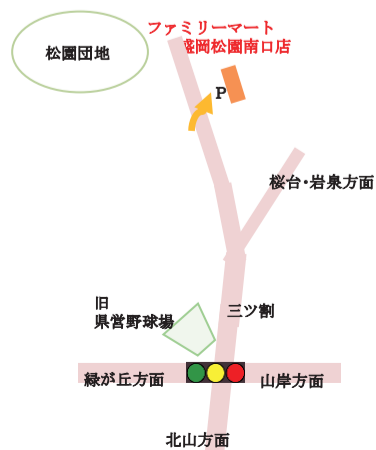 ファミリーマート
盛岡松園南口店
松園団地
P
桜台・岩泉方面
旧
県営野球場
三ツ割
緑が丘方面
山岸方面
北山方面